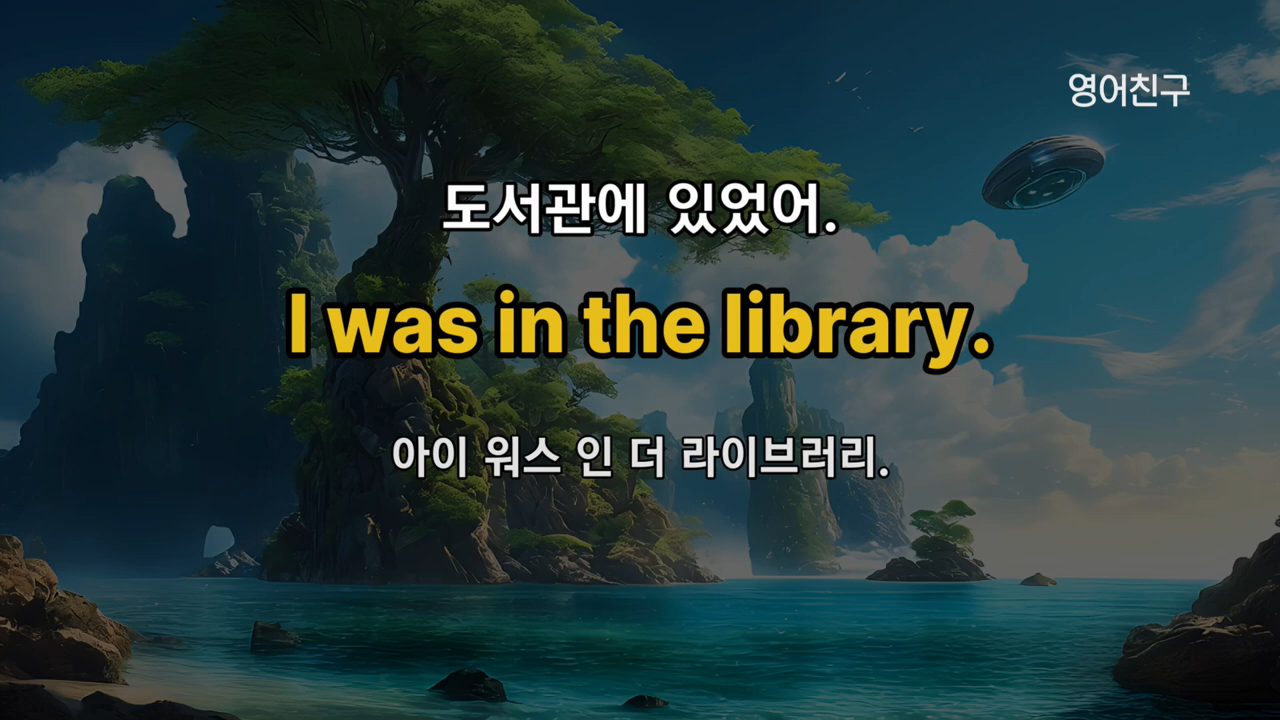 영어친구
도서관에 있었어.
I was in the library.
아이 워스 인 더 라이브러리.